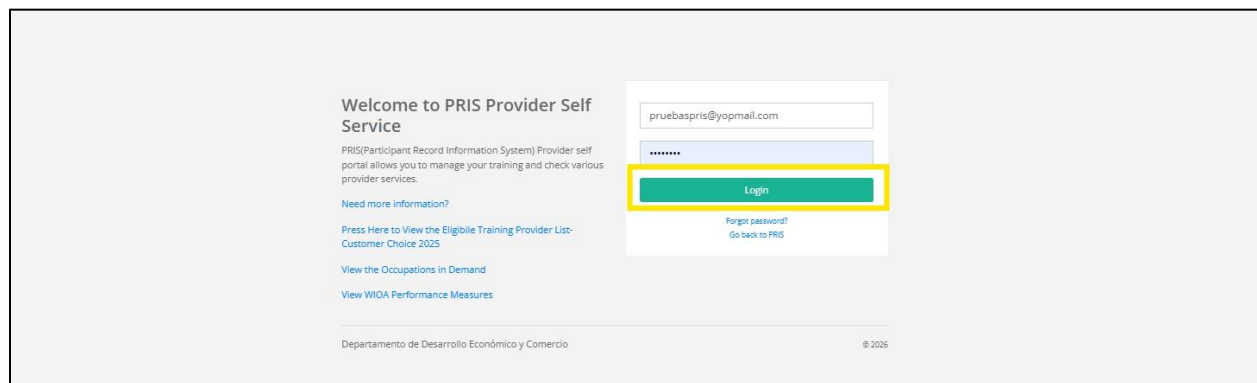 Welcome to PRIS Provider Self
Service
PRIS(Participant Record Information System) Provider self
portal allows you to manage your training and check various
provider services.
Need more information?
Press Here to View the Eligibile Training Provider List-
Customer Choice 2025
View the Occupations in Demand
View WIOA Performance Measures
pruebaspris@yopmail.com
••••••••
Login
Forgot password?
Go back to PRIS
Departamento de Desarrollo Económico y Comercio
© 2026